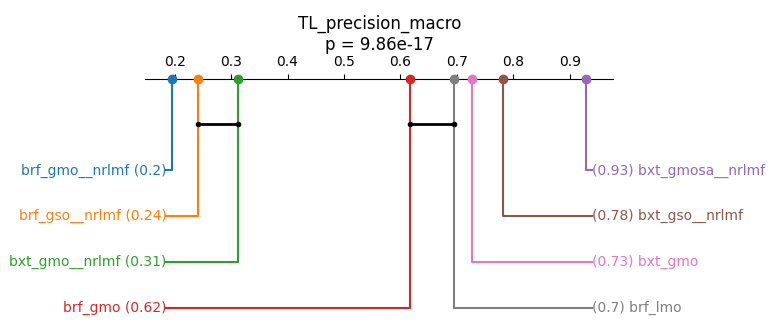 TL_precision_macro
p = 9.86e-17
0.2 0.3 0.4 0.5 0.6 0.7 0.8 0.9
brf_gmo__nrlmf (0.2) (0.93) bxt_gmosa__nrlmf
brf_gso__nrlmf (0.24) (0.78) bxt_gso__nrlmf
bxt_gmo__nrlmf (0.31) (0.73) bxt_gmo
brf_gmo (0.62) (0.7) brf_lmo